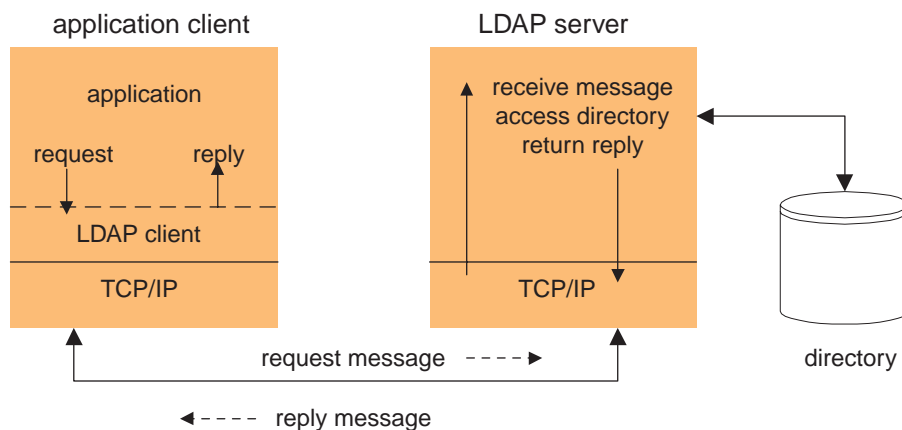 application client
LDAP server
application
request
reply
LDAP client
TCP/IP
receive message
access directory
return reply
TCP/IP
directory
request message
reply message